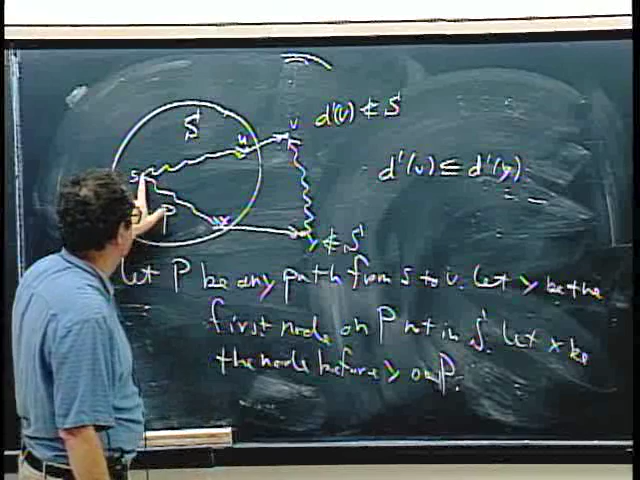 S
s
u
v
P
x
y ∉ S
d'(v) ∉ S
d'(v) ≤ d'(y)
Let P be any path from s to v. Let y be the
first node on P not in S. Let x be
the node before y on P.